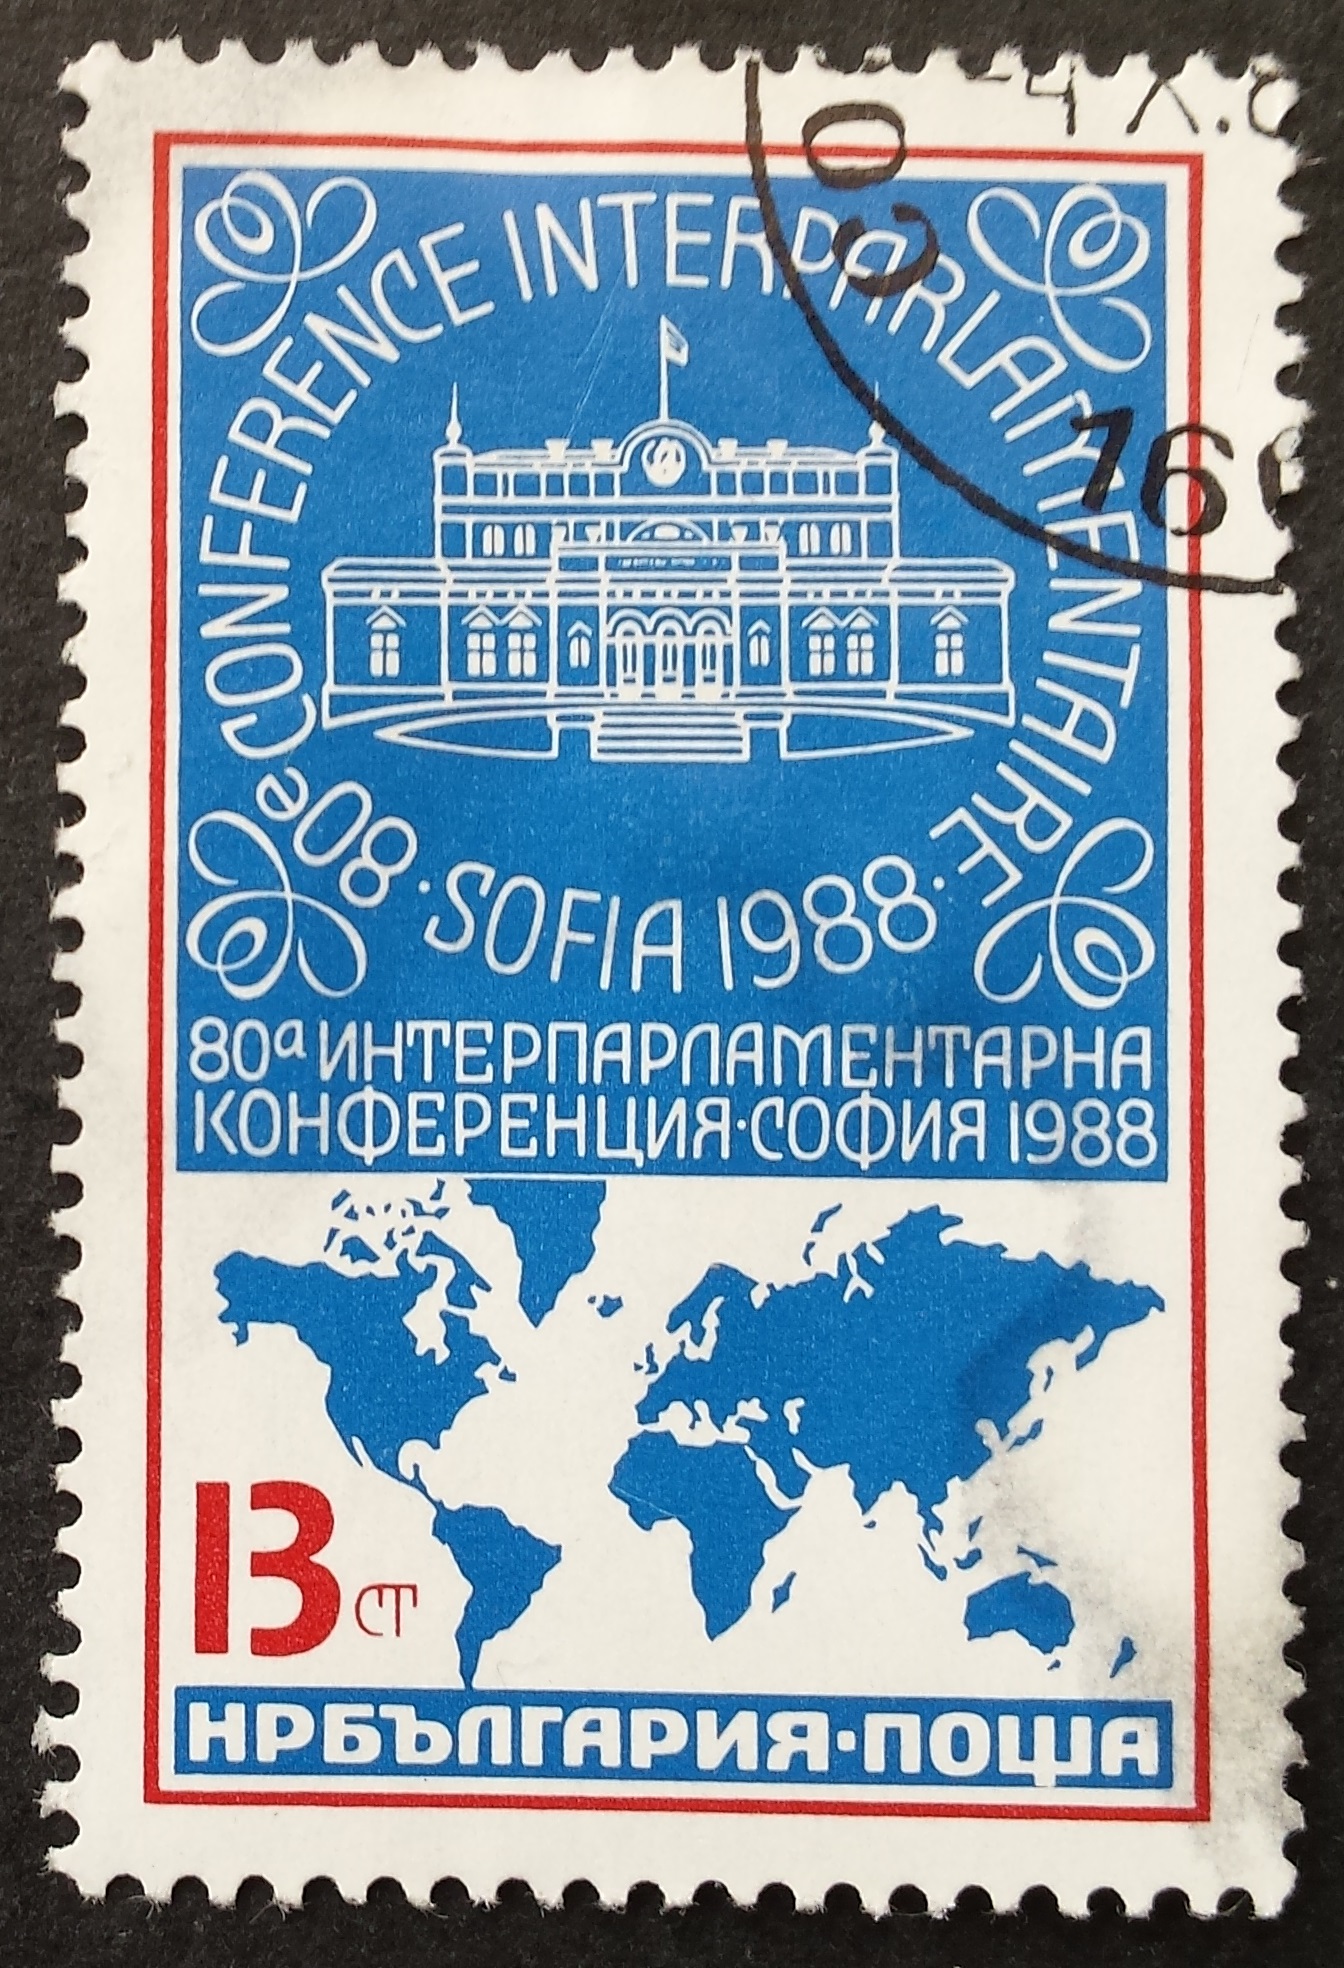 80e CONFERENCE INTERPARLAMENTAIRE
· SOFIA 1988 ·
80а ИНТЕРПАРЛАМЕНТАРНА
КОНФЕРЕНЦИЯ·СОФИЯ 1988
13 ст
НРБЪЛГАРИЯ·ПОЩА